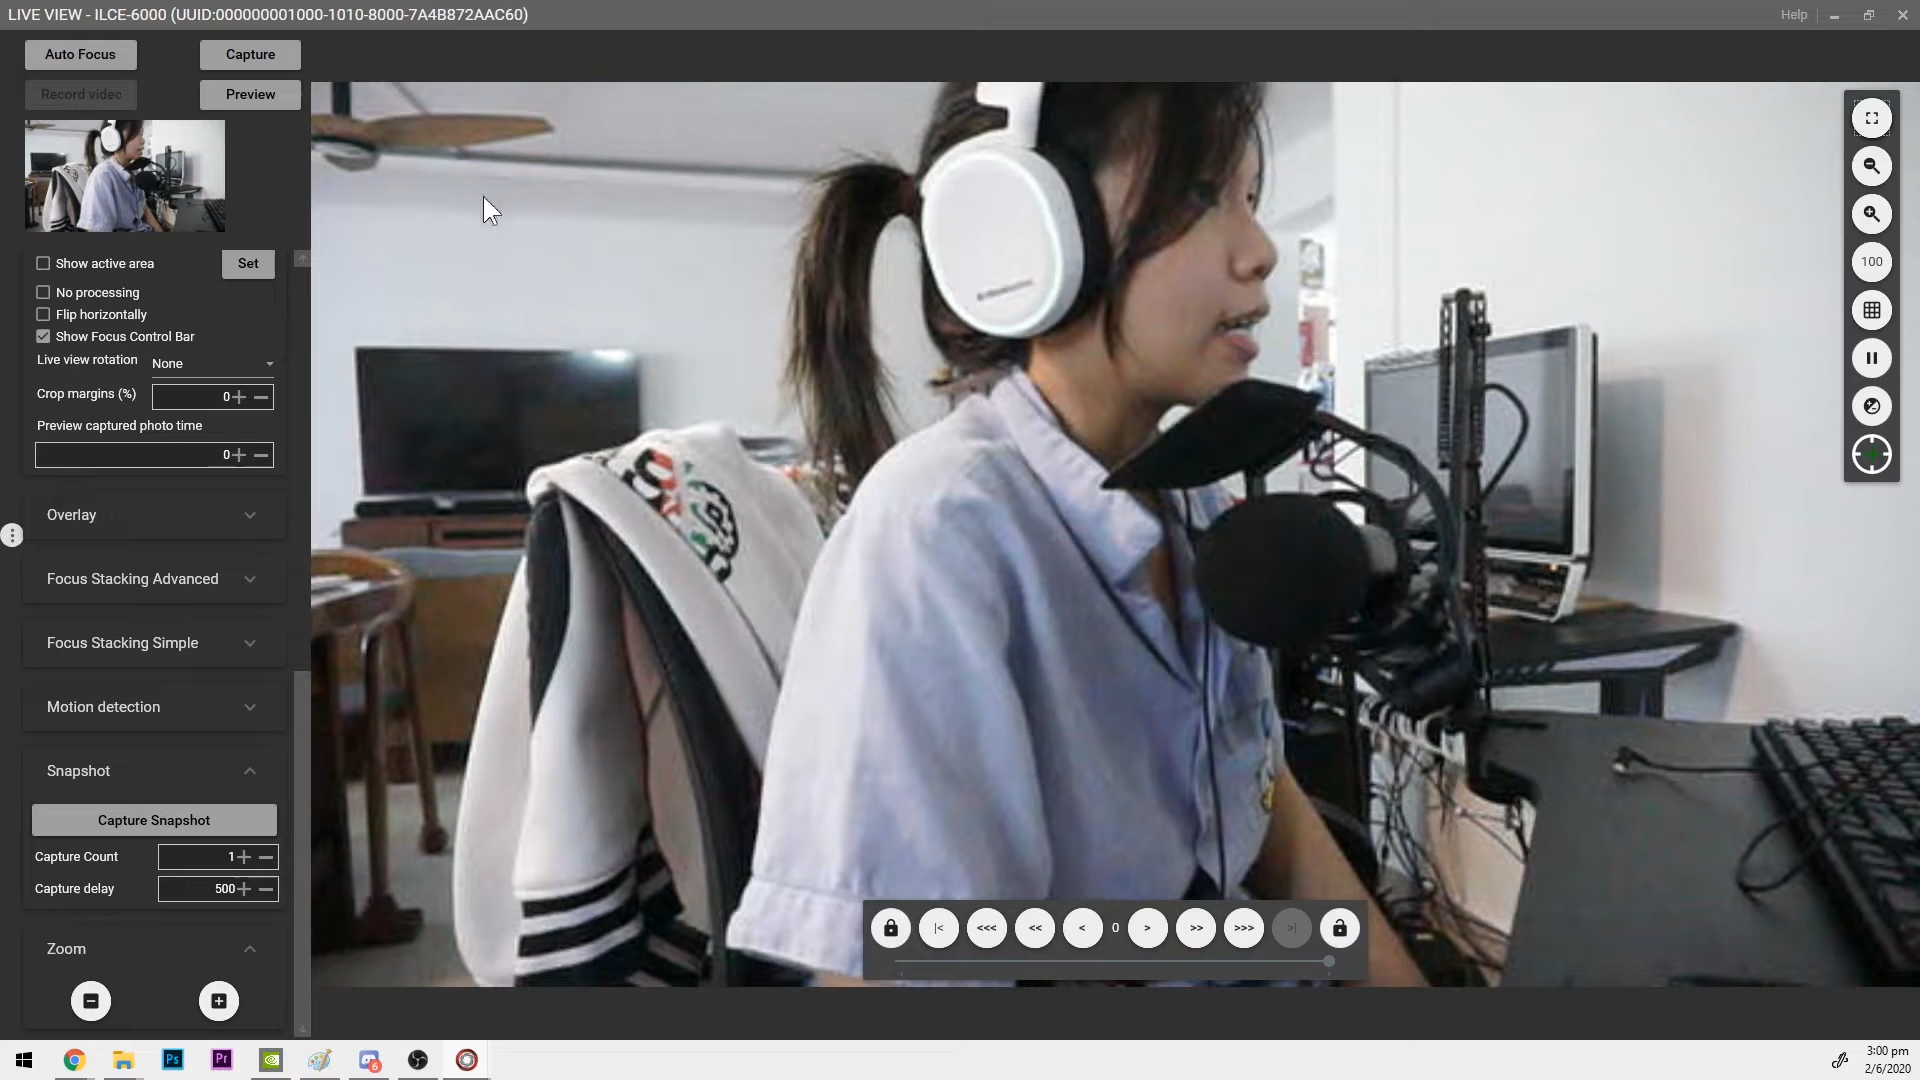 LIVE VIEW - ILCE-6000 (UUID:000000001000-1010-8000-7A4B872AAC60)
Help
Auto Focus
Capture
Record video
Preview
Show active area
Set
No processing
Flip horizontally
Show Focus Control Bar
Live view rotation
None
Crop margins (%)
0
Preview captured photo time
0
Overlay
Focus Stacking Advanced
Focus Stacking Simple
Motion detection
Snapshot
Capture Snapshot
Capture Count
1
Capture delay
500
Zoom
100
|< <<< << < 0 > >> >>> >|
Ps
Pr
6
3:00 pm
2/6/2020